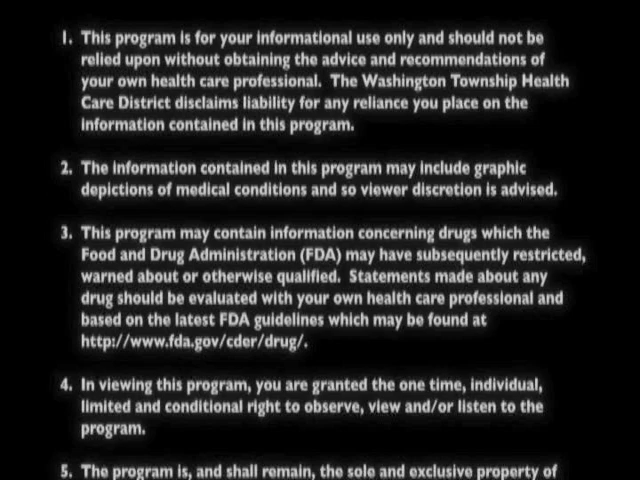 1. This program is for your informational use only and should not be
relied upon without obtaining the advice and recommendations of
your own health care professional. The Washington Township Health
Care District disclaims liability for any reliance you place on the
information contained in this program.
2. The information contained in this program may include graphic
depictions of medical conditions and so viewer discretion is advised.
3. This program may contain information concerning drugs which the
Food and Drug Administration (FDA) may have subsequently restricted,
warned about or otherwise qualified. Statements made about any
drug should be evaluated with your own health care professional and
based on the latest FDA guidelines which may be found at
http://www.fda.gov/cder/drug/.
4. In viewing this program, you are granted the one time, individual,
limited and conditional right to observe, view and/or listen to the
program.
5. The program is, and shall remain, the sole and exclusive property of